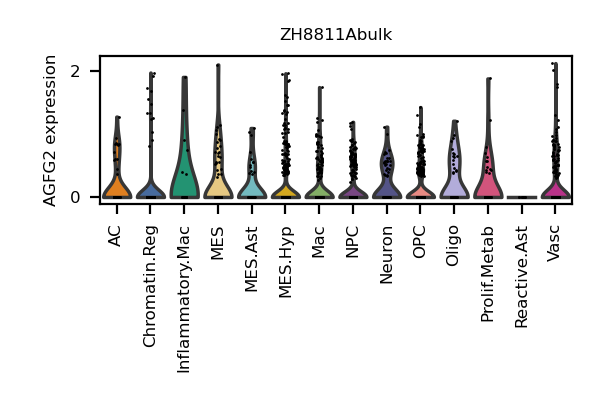 ZH8811Abulk
AGFG2 expression
2
0
AC
Chromatin.Reg
Inflammatory.Mac
MES
MES.Ast
MES.Hyp
Mac
NPC
Neuron
OPC
Oligo
Prolif.Metab
Reactive.Ast
Vasc